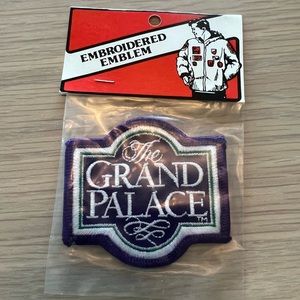 EMBROIDERED
EMBLEM
The
GRAND
PALACE
TM